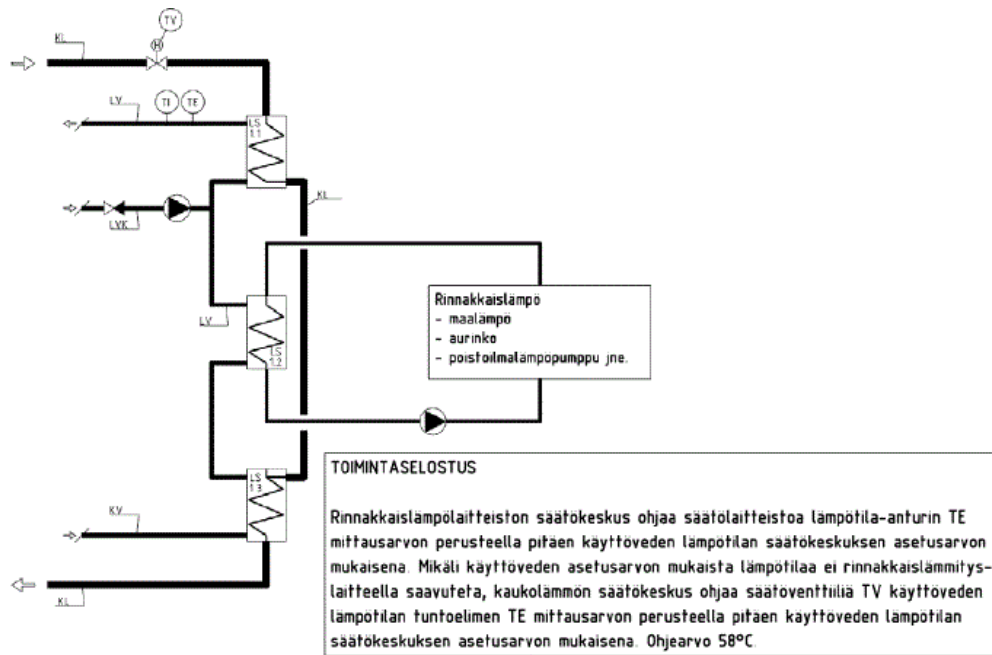 TV
M
KL
LV
TI
TE
LS
1.1
KL
LVK
Rinnakkaislämpö
- maalämpö
- aurinko
- poistoilmalämpöpumppu jne.
LV
LS
1.2
TOIMINTASELOSTUS
LS
1.3
Rinnakkaislämpölaitteiston säätökeskus ohjaa säätölaitteistoa lämpötila-anturin TE
mittausarvon perusteella pitäen käyttöveden lämpötilan säätökeskuksen asetusarvon
mukaisena. Mikäli käyttöveden asetusarvon mukaista lämpötilaa ei rinnakkaislämmitys-
laitteella saavuteta, kaukolämmön säätökeskus ohjaa säätöventtiiliä TV käyttöveden
lämpötilan tuntoelimen TE mittausarvon perusteella pitäen käyttöveden lämpötilan
säätökeskuksen asetusarvon mukaisena. Ohjearvo 58°C.
KV
KL